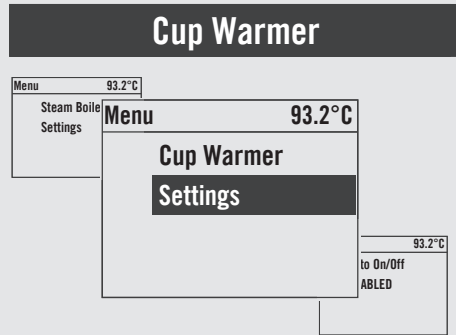 Cup Warmer
Menu 93.2°C
Steam Boile
Settings
Menu 93.2°C
Cup Warmer
Settings
93.2°C
to On/Off
ABLED